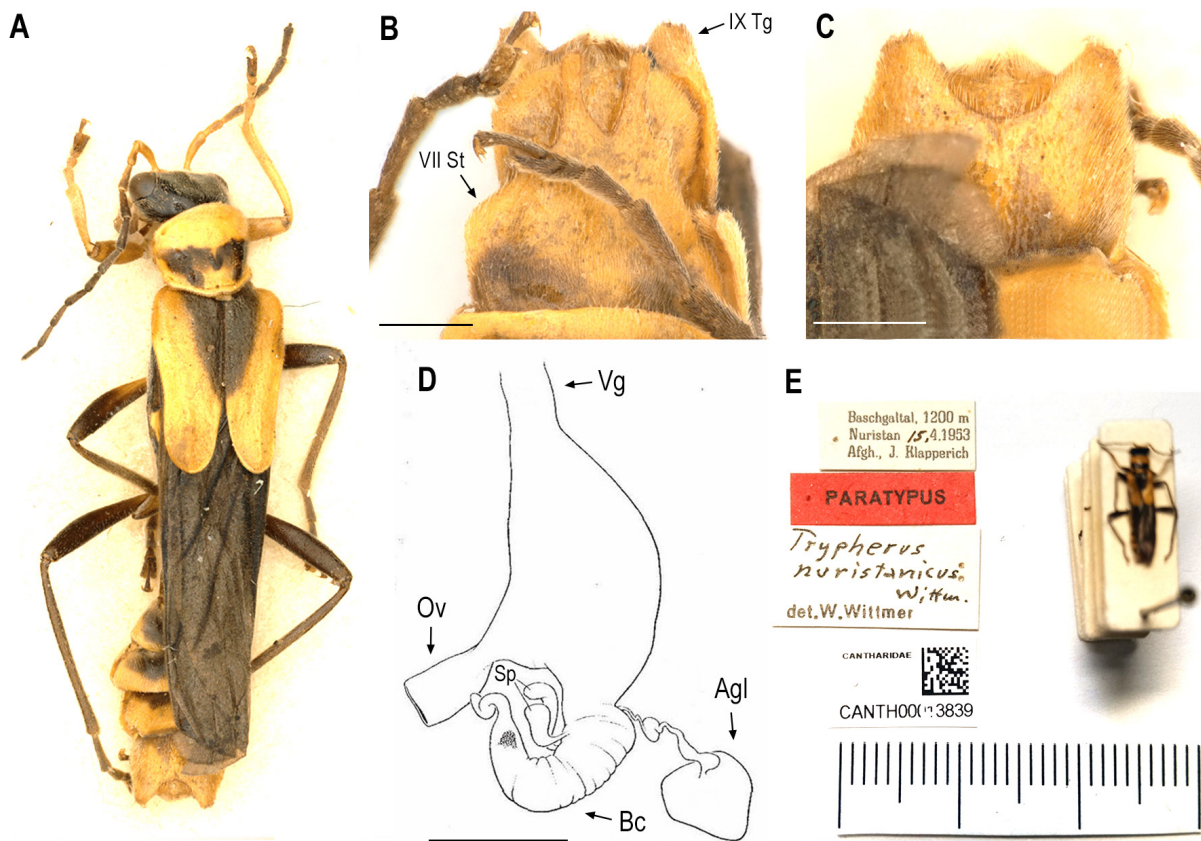 A
B
IX Tg
VII St
C
D
Vg
Ov
Sp
Agl
Bc
E
Baschgaltal, 1200 m
Nuristan 15.4.1953
Afgh., J. Klapperich
PARATYPUS
Trypherus
nuristanicus
Wittm.
det. W. Wittmer
CANTHARIDAE